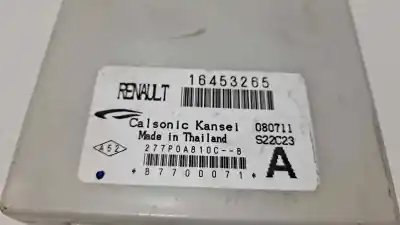 RENAULT 16453265
Calsonic Kansei 080711
Made in Thailand S22C23
A52 277P0A810C--B A
*B7700071*